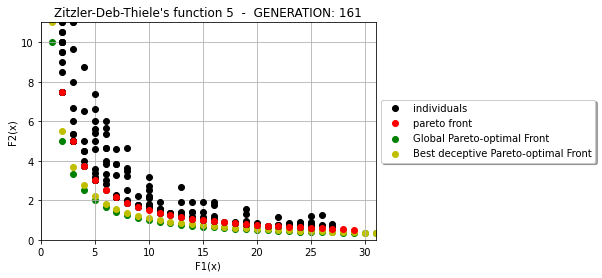 Zitzler-Deb-Thiele's function 5 - GENERATION: 161
F2(x)
10
8
6
4
2
0
0 5 10 15 20 25 30
F1(x)
individuals
pareto front
Global Pareto-optimal Front
Best deceptive Pareto-optimal Front